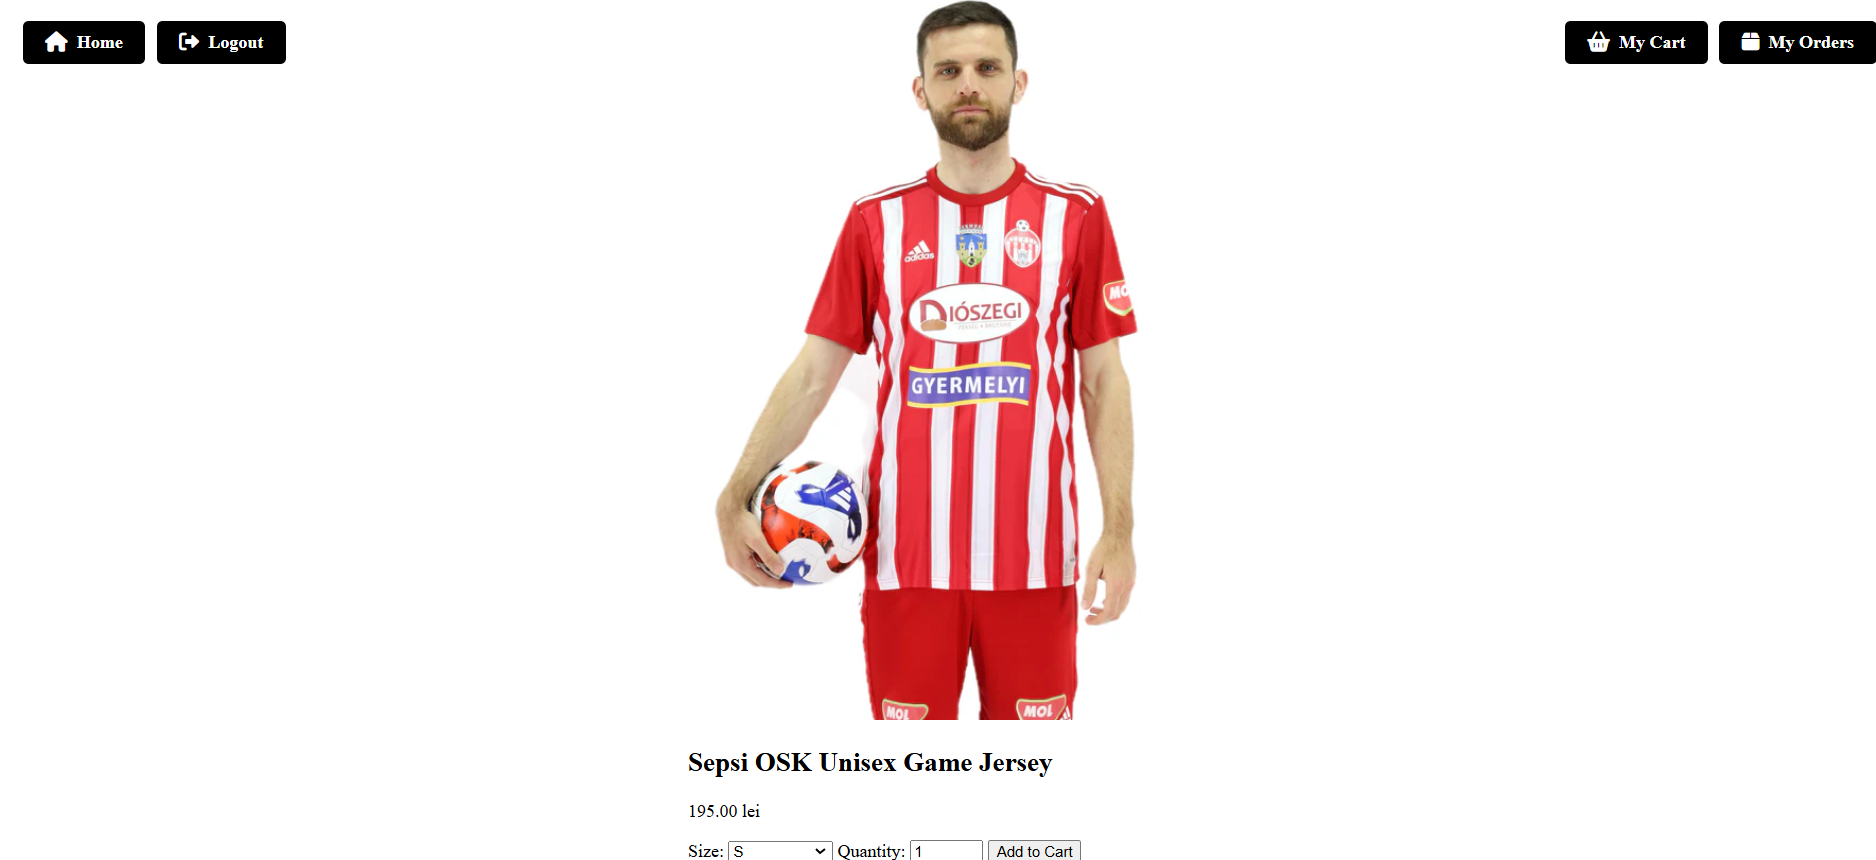 Home Logout My Cart My Orders
adidas
MO
DIÓSZEGI
GYERMELYI
MOL MOL
Sepsi OSK Unisex Game Jersey
195.00 lei
Size: S Quantity: 1 Add to Cart